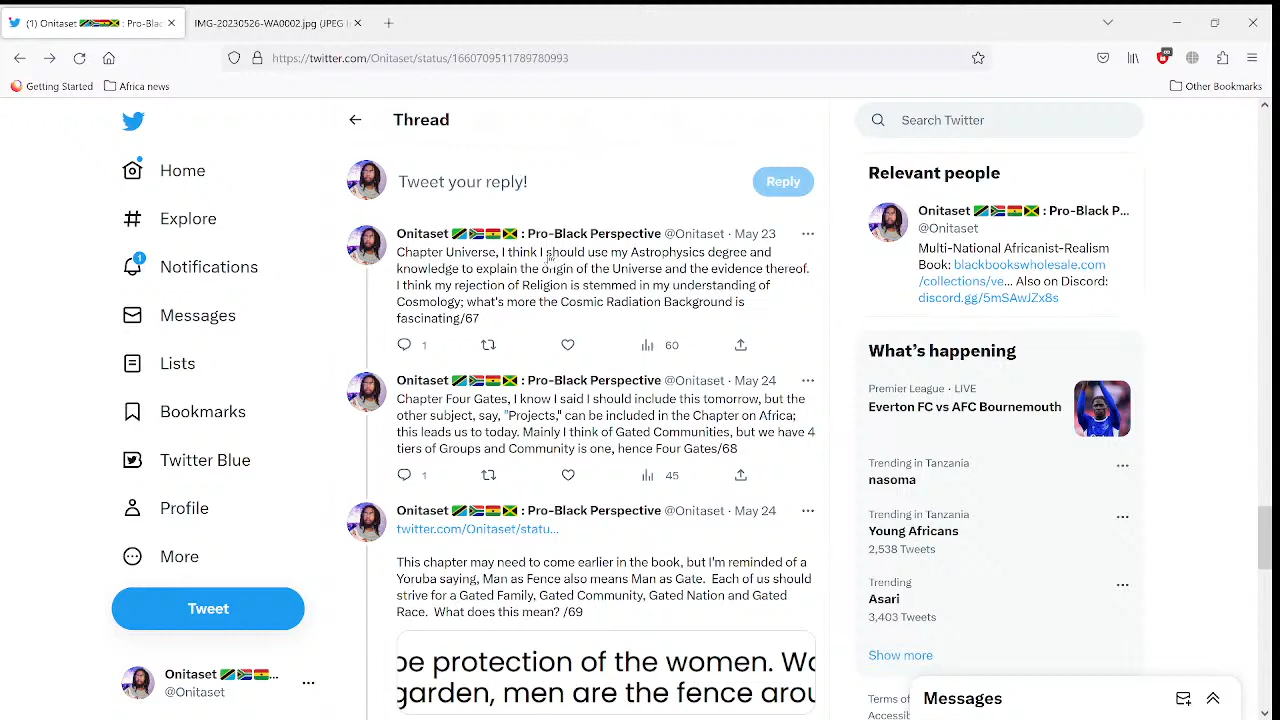 (1) Onitaset : Pro-Blac
IMG-20230526-WA0002.jpg (JPEG I
https://twitter.com/Onitaset/status/1660709511789780993
Getting Started
Africa news
Other Bookmarks
Home
Explore
1
Notifications
Messages
Lists
Bookmarks
Twitter Blue
Profile
More
Tweet
Onitaset ...
@Onitaset
Thread
Tweet your reply!
Reply
Onitaset : Pro-Black Perspective @Onitaset · May 23
Chapter Universe, I think I should use my Astrophysics degree and
knowledge to explain the origin of the Universe and the evidence thereof.
I think my rejection of Religion is stemmed in my understanding of
Cosmology; what's more the Cosmic Radiation Background is
fascinating/67
1 60
Onitaset : Pro-Black Perspective @Onitaset · May 24
Chapter Four Gates, I know I said I should include this tomorrow, but the
other subject, say, "Projects," can be included in the Chapter on Africa;
this leads us to today. Mainly I think of Gated Communities, but we have 4
tiers of Groups and Community is one, hence Four Gates/68
1 45
Onitaset : Pro-Black Perspective @Onitaset · May 24
twitter.com/Onitaset/statu...
This chapter may need to come earlier in the book, but I'm reminded of a
Yoruba saying, Man as Fence also means Man as Gate. Each of us should
strive for a Gated Family, Gated Community, Gated Nation and Gated
Race. What does this mean? /69
be protection of the women. Wo
garden, men are the fence arou
Search Twitter
Relevant people
Onitaset : Pro-Black P...
@Onitaset
Multi-National Africanist-Realism
Book: blackbookswholesale.com
/collections/ve... Also on Discord:
discord.gg/5mSAwJZx8s
What's happening
Premier League · LIVE
Everton FC vs AFC Bournemouth
Trending in Tanzania
nasoma
Trending in Tanzania
Young Africans
2,538 Tweets
Trending
Asari
3,403 Tweets
Show more
Terms of
Accessib
Messages